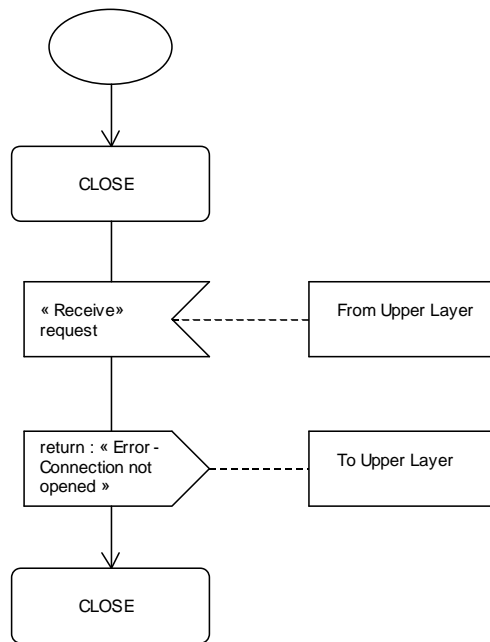 CLOSE
« Receive»
request
From Upper Layer
return : « Error -
Connection not
opened »
To Upper Layer
CLOSE